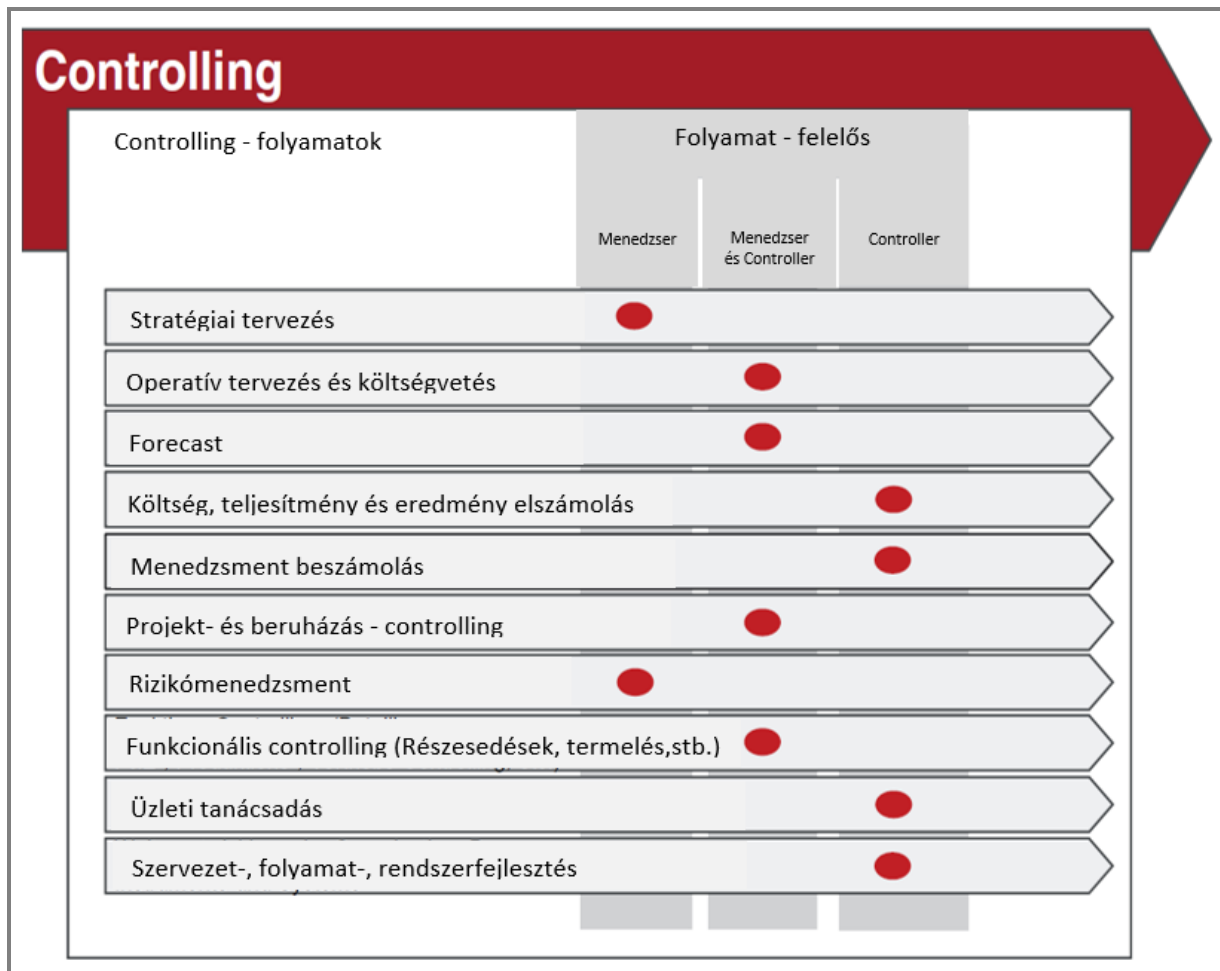 Controlling
Controlling - folyamatok
Folyamat - felelős
Menedzser
Menedzser
és Controller
Controller
Stratégiai tervezés
Operatív tervezés és költségvetés
Forecast
Költség, teljesítmény és eredmény elszámolás
Menedzsment beszámolás
Projekt- és beruházás - controlling
Rizikómenedzsment
Funkcionális controlling (Részesedések, termelés,stb.)
Üzleti tanácsadás
Szervezet-, folyamat-, rendszerfejlesztés